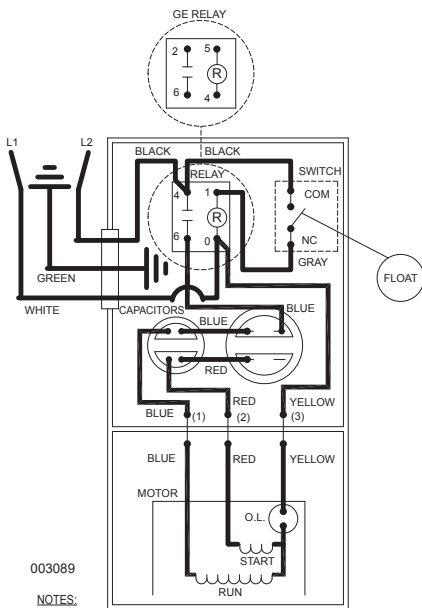 GE RELAY
2 5
R
6 4
L1 L2
BLACK BLACK
RELAY
SWITCH
4 1
COM
R
6 0
NC
GRAY
FLOAT
GREEN
WHITE
CAPACITORS
BLUE
BLUE
RED
BLUE
RED
YELLOW
(1) (2) (3)
BLUE RED YELLOW
MOTOR
O.L.
START
RUN
003089
NOTES: